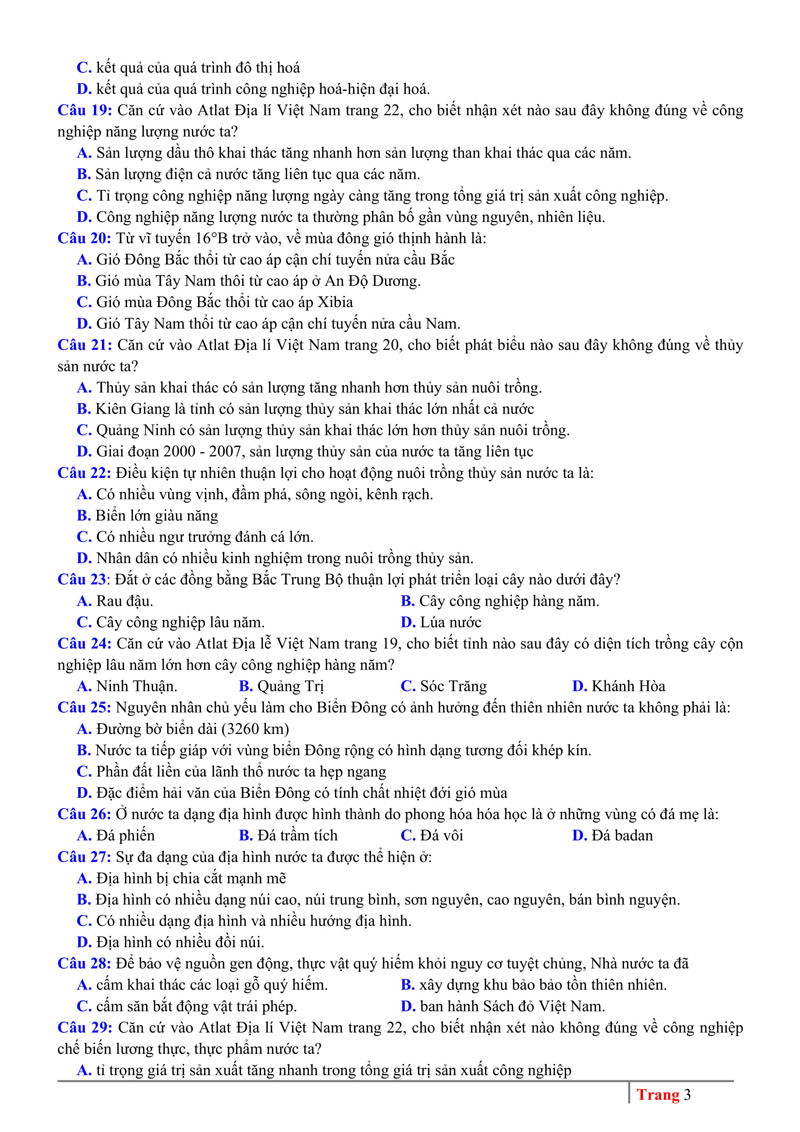 C. kết quả của quá trình đô thị hoá
D. kết quả của quá trình công nghiệp hoá-hiện đại hoá.
Câu 19: Căn cứ vào Atlat Địa lí Việt Nam trang 22, cho biết nhận xét nào sau đây không đúng về công
nghiệp năng lượng nước ta?
A. Sản lượng dầu thô khai thác tăng nhanh hơn sản lượng than khai thác qua các năm.
B. Sản lượng điện cả nước tăng liên tục qua các năm.
C. Tỉ trọng công nghiệp năng lượng ngày càng tăng trong tổng giá trị sản xuất công nghiệp.
D. Công nghiệp năng lượng nước ta thường phân bố gần vùng nguyên, nhiên liệu.
Câu 20: Từ vĩ tuyến 16°B trở vào, về mùa đông gió thịnh hành là:
A. Gió Đông Bắc thổi từ cao áp cận chí tuyến nửa cầu Bắc
B. Gió mùa Tây Nam thôi từ cao áp ở An Độ Dương.
C. Gió mùa Đông Bắc thổi từ cao áp Xibia
D. Gió Tây Nam thổi từ cao áp cận chí tuyến nửa cầu Nam.
Câu 21: Căn cứ vào Atlat Địa lí Việt Nam trang 20, cho biết phát biểu nào sau đây không đúng về thủy
sản nước ta?
A. Thủy sản khai thác có sản lượng tăng nhanh hơn thủy sản nuôi trồng.
B. Kiên Giang là tỉnh có sản lượng thủy sản khai thác lớn nhất cả nước
C. Quảng Ninh có sản lượng thủy sản khai thác lớn hơn thủy sản nuôi trồng.
D. Giai đoạn 2000 - 2007, sản lượng thủy sản của nước ta tăng liên tục
Câu 22: Điều kiện tự nhiên thuận lợi cho hoạt động nuôi trồng thủy sản nước ta là:
A. Có nhiều vùng vịnh, đầm phá, sông ngòi, kênh rạch.
B. Biển lớn giàu năng
C. Có nhiều ngư trưởng đánh cá lớn.
D. Nhân dân có nhiều kinh nghiệm trong nuôi trồng thủy sản.
Câu 23: Đất ở các đồng bằng Bắc Trung Bộ thuận lợi phát triển loại cây nào dưới đây?
A. Rau đậu. B. Cây công nghiệp hàng năm.
C. Cây công nghiệp lâu năm. D. Lúa nước
Câu 24: Căn cứ vào Atlat Địa lễ Việt Nam trang 19, cho biết tỉnh nào sau đây có diện tích trồng cây cộn
nghiệp lâu năm lớn hơn cây công nghiệp hàng năm?
A. Ninh Thuận. B. Quảng Trị C. Sóc Trăng D. Khánh Hòa
Câu 25: Nguyên nhân chủ yếu làm cho Biển Đông có ảnh hưởng đến thiên nhiên nước ta không phải là:
A. Đường bờ biển dài (3260 km)
B. Nước ta tiếp giáp với vùng biển Đông rộng có hình dạng tương đối khép kín.
C. Phần đất liền của lãnh thổ nước ta hẹp ngang
D. Đặc điểm hải văn của Biển Đông có tính chất nhiệt đới gió mùa
Câu 26: Ở nước ta dạng địa hình được hình thành do phong hóa hóa học là ở những vùng có đá mẹ là:
A. Đá phiến B. Đá trầm tích C. Đá vôi D. Đá badan
Câu 27: Sự đa dạng của địa hình nước ta được thể hiện ở:
A. Địa hình bị chia cắt mạnh mẽ
B. Địa hình có nhiều dạng núi cao, núi trung bình, sơn nguyên, cao nguyên, bán bình nguyện.
C. Có nhiều dạng địa hình và nhiều hướng địa hình.
D. Địa hình có nhiều đồi núi.
Câu 28: Để bảo vệ nguồn gen động, thực vật quý hiếm khỏi nguy cơ tuyệt chủng, Nhà nước ta đã
A. cấm khai thác các loại gỗ quý hiếm. B. xây dựng khu bảo bảo tồn thiên nhiên.
C. cấm săn bắt động vật trái phép. D. ban hành Sách đỏ Việt Nam.
Câu 29: Căn cứ vào Atlat Địa lí Việt Nam trang 22, cho biết nhận xét nào không đúng về công nghiệp
chế biến lương thực, thực phẩm nước ta?
A. tỉ trọng giá trị sản xuất tăng nhanh trong tổng giá trị sản xuất công nghiệp
Trang 3